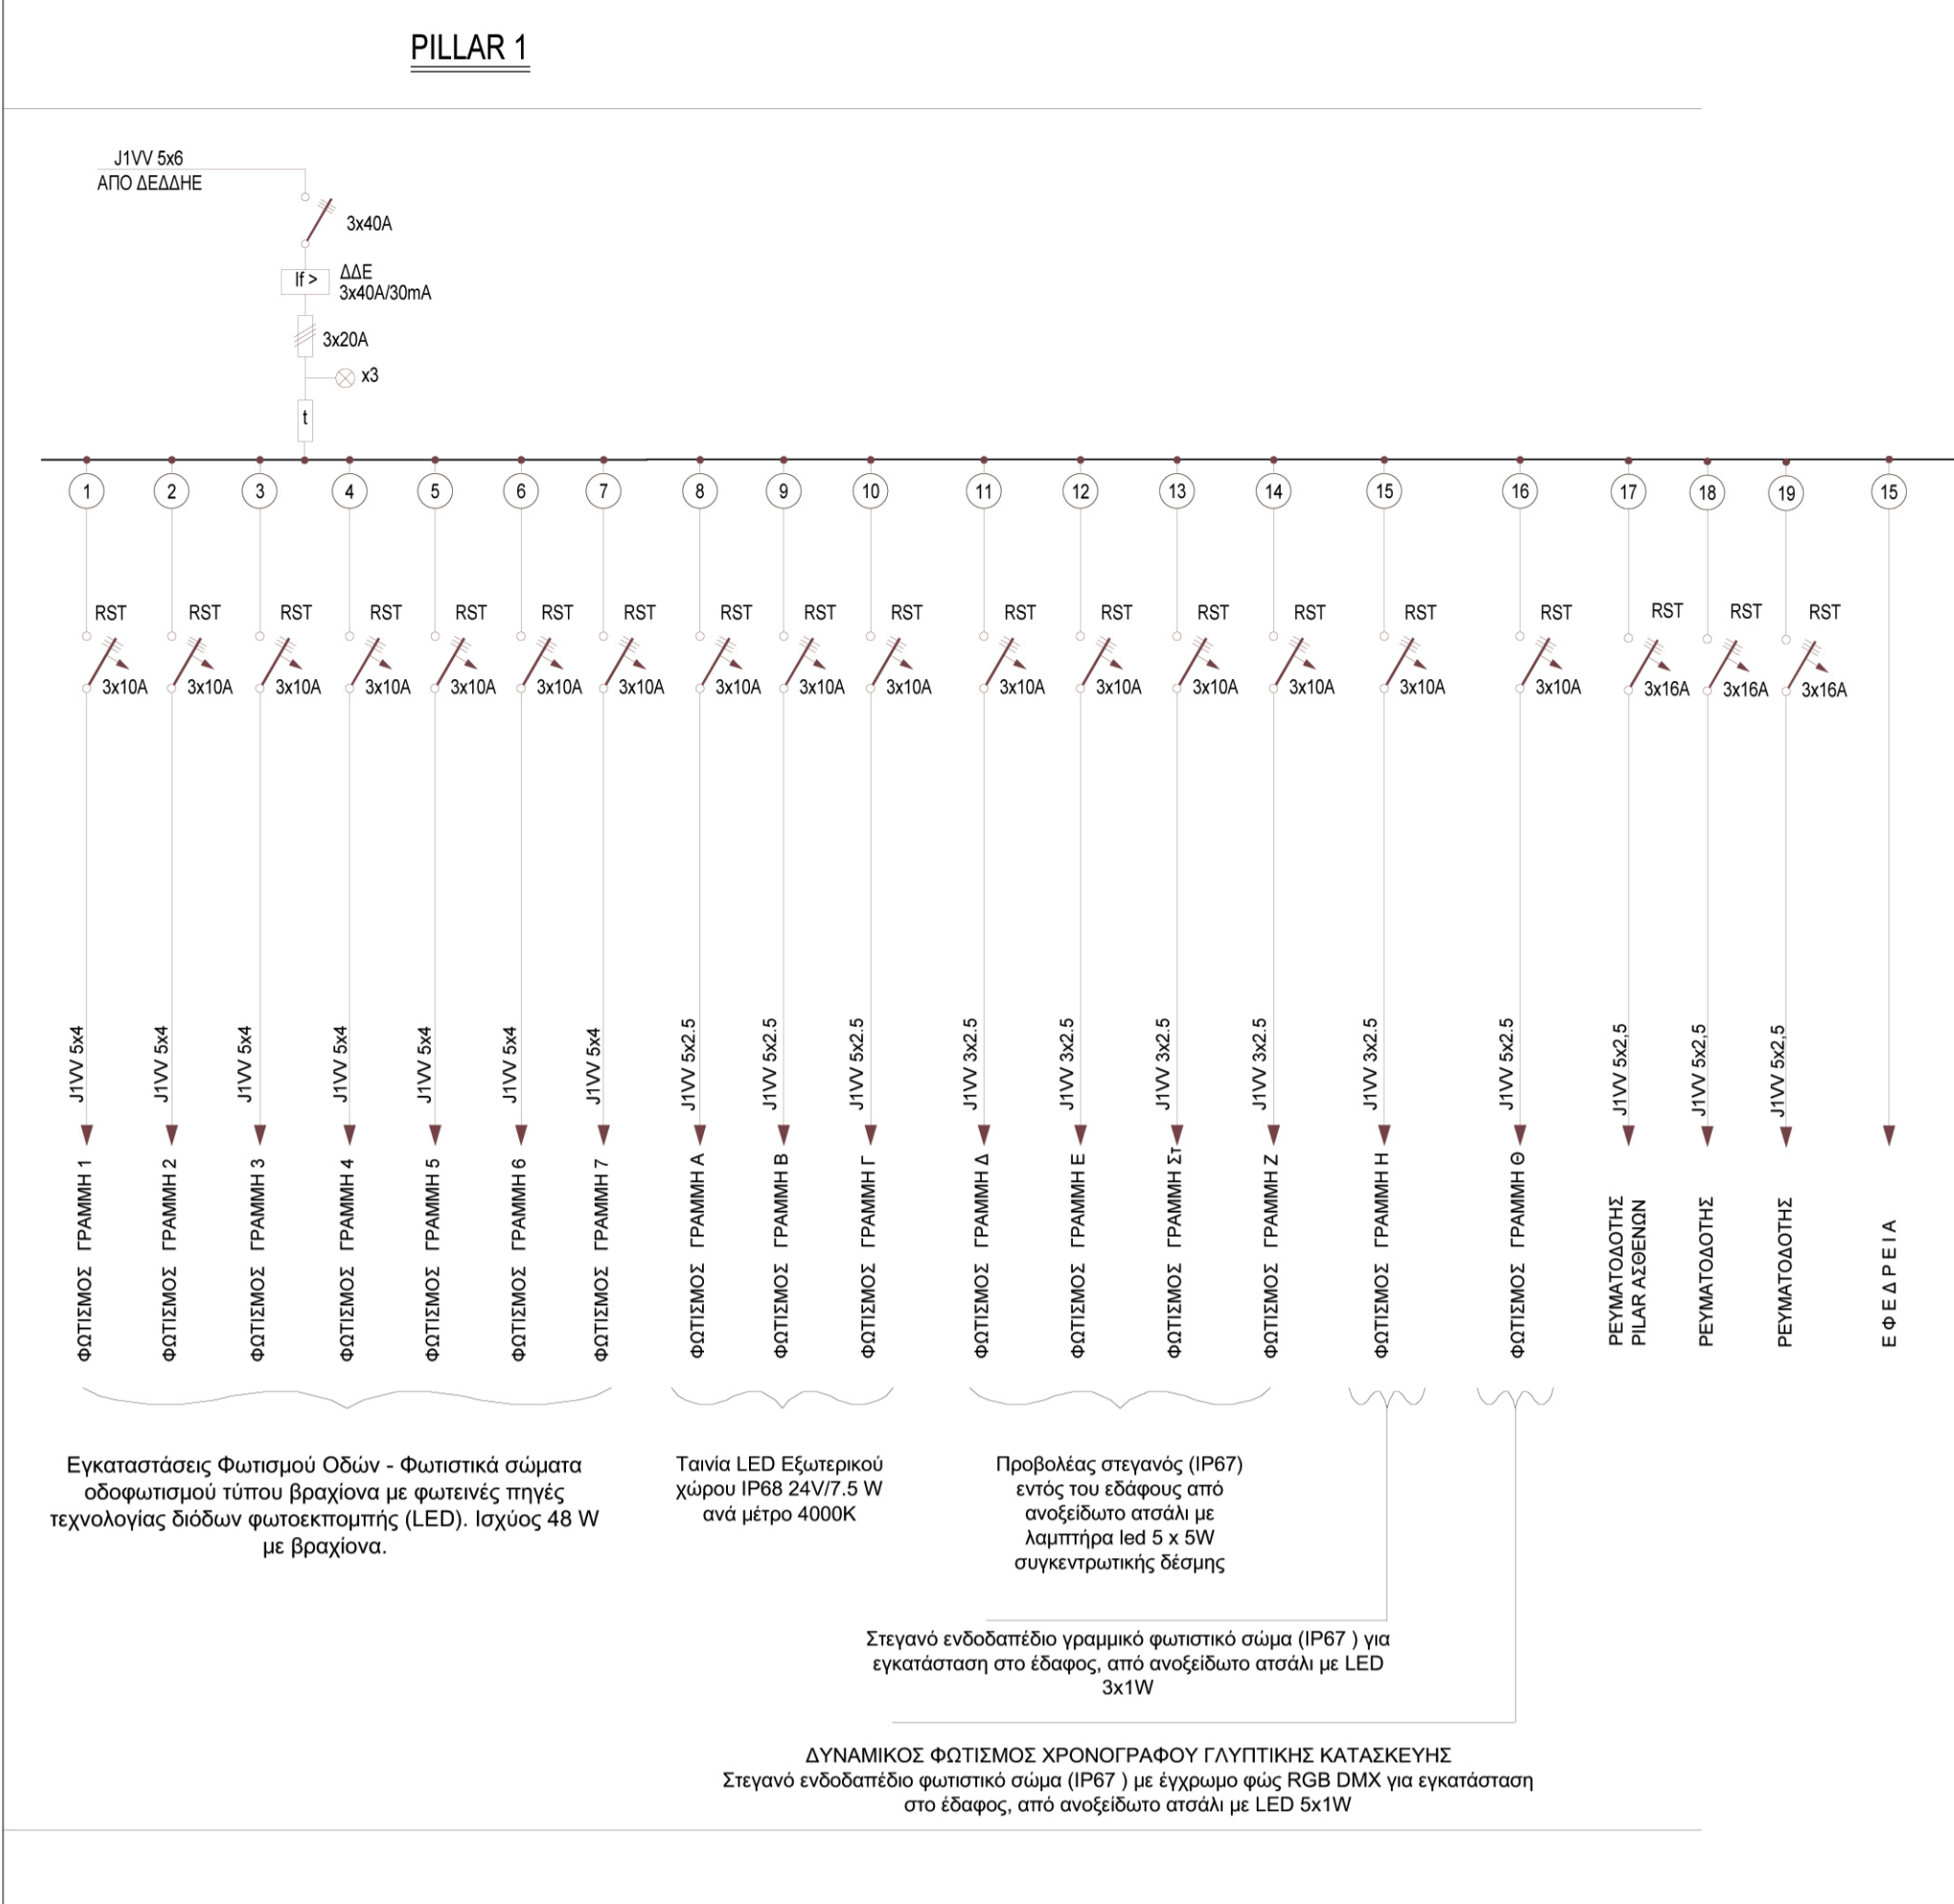 PILLAR 1
J1VV 5x6
ΑΠΟ ΔΕΔΔΗΕ
3x40A
If >
ΔΔΕ
3x40A/30mA
3x20A
x3
t
1 2 3 4 5 6 7 8 9 10 11 12 13 14 15 16 17 18 19 15
RST RST RST RST RST RST RST RST RST RST RST RST RST RST RST RST RST RST RST
3x10A 3x10A 3x10A 3x10A 3x10A 3x10A 3x10A 3x10A 3x10A 3x10A 3x10A 3x10A 3x10A 3x10A 3x10A 3x10A 3x16A 3x16A 3x16A
J1VV 5x4
J1VV 5x4
J1VV 5x4
J1VV 5x4
J1VV 5x4
J1VV 5x4
J1VV 5x4
J1VV 5x2.5
J1VV 5x2.5
J1VV 5x2.5
J1VV 3x2.5
J1VV 3x2.5
J1VV 3x2.5
J1VV 3x2.5
J1VV 3x2.5
J1VV 5x2.5
J1VV 5x2,5
J1VV 5x2,5
J1VV 5x2,5
ΦΩΤΙΣΜΟΣ ΓΡΑΜΜΗ 1
ΦΩΤΙΣΜΟΣ ΓΡΑΜΜΗ 2
ΦΩΤΙΣΜΟΣ ΓΡΑΜΜΗ 3
ΦΩΤΙΣΜΟΣ ΓΡΑΜΜΗ 4
ΦΩΤΙΣΜΟΣ ΓΡΑΜΜΗ 5
ΦΩΤΙΣΜΟΣ ΓΡΑΜΜΗ 6
ΦΩΤΙΣΜΟΣ ΓΡΑΜΜΗ 7
ΦΩΤΙΣΜΟΣ ΓΡΑΜΜΗ Α
ΦΩΤΙΣΜΟΣ ΓΡΑΜΜΗ Β
ΦΩΤΙΣΜΟΣ ΓΡΑΜΜΗ Γ
ΦΩΤΙΣΜΟΣ ΓΡΑΜΜΗ Δ
ΦΩΤΙΣΜΟΣ ΓΡΑΜΜΗ Ε
ΦΩΤΙΣΜΟΣ ΓΡΑΜΜΗ Στ
ΦΩΤΙΣΜΟΣ ΓΡΑΜΜΗ Ζ
ΦΩΤΙΣΜΟΣ ΓΡΑΜΜΗ Η
ΦΩΤΙΣΜΟΣ ΓΡΑΜΜΗ Θ
ΡΕΥΜΑΤΟΔΟΤΗΣ
PILAR ΑΣΘΕΝΩΝ
ΡΕΥΜΑΤΟΔΟΤΗΣ
ΡΕΥΜΑΤΟΔΟΤΗΣ
Ε Φ Ε Δ Ρ Ε Ι Α
Εγκαταστάσεις Φωτισμού Οδών - Φωτιστικά σώματα
οδοφωτισμού τύπου βραχίονα με φωτεινές πηγές
τεχνολογίας διόδων φωτοεκπομπής (LED). Ισχύος 48 W
με βραχίονα.
Ταινία LED Εξωτερικού
χώρου IP68 24V/7.5 W
ανά μέτρο 4000K
Προβολέας στεγανός (IP67)
εντός του εδάφους από
ανοξείδωτο ατσάλι με
λαμπτήρα led 5 x 5W
συγκεντρωτικής δέσμης
Στεγανό ενδοδαπέδιο γραμμικό φωτιστικό σώμα (IP67 ) για
εγκατάσταση στο έδαφος, από ανοξείδωτο ατσάλι με LED
3x1W
ΔΥΝΑΜΙΚΟΣ ΦΩΤΙΣΜΟΣ ΧΡΟΝΟΓΡΑΦΟΥ ΓΛΥΠΤΙΚΗΣ ΚΑΤΑΣΚΕΥΗΣ
Στεγανό ενδοδαπέδιο φωτιστικό σώμα (IP67 ) με έγχρωμο φώς RGB DMX για εγκατάσταση
στο έδαφος, από ανοξείδωτο ατσάλι με LED 5x1W